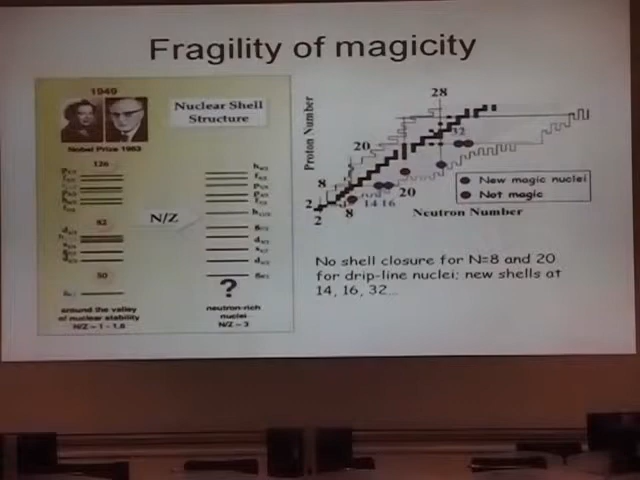 Fragility of magicity
1949
Nobel Prize 1963
Nuclear Shell
Structure
126
82
50
N/Z
?
around the valley
of nuclear stability
N/Z ~ 1 - 1.6
neutron-rich
nuclei
N/Z ~ 3
Proton Number
28
20
8
2
2
8
14 16
20
32
Neutron Number
New magic nuclei
Not magic
No shell closure for N=8 and 20
for drip-line nuclei; new shells at
14, 16, 32...